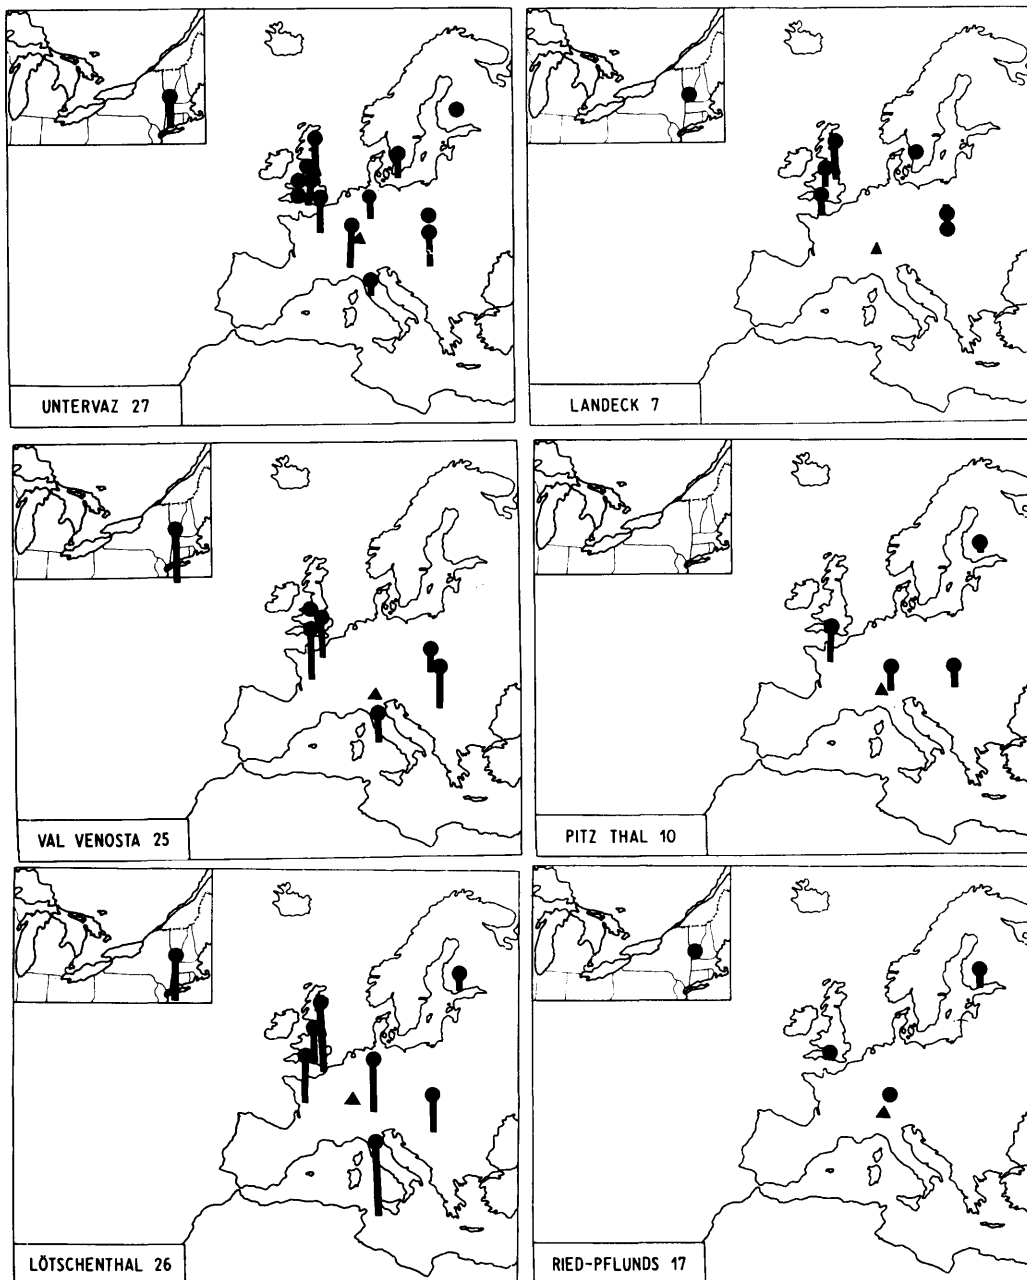 UNTERVAZ 27
LANDECK 7
VAL VENOSTA 25
PITZ THAL 10
LÖTSCHENTHAL 26
RIED-PFLUNDS 17